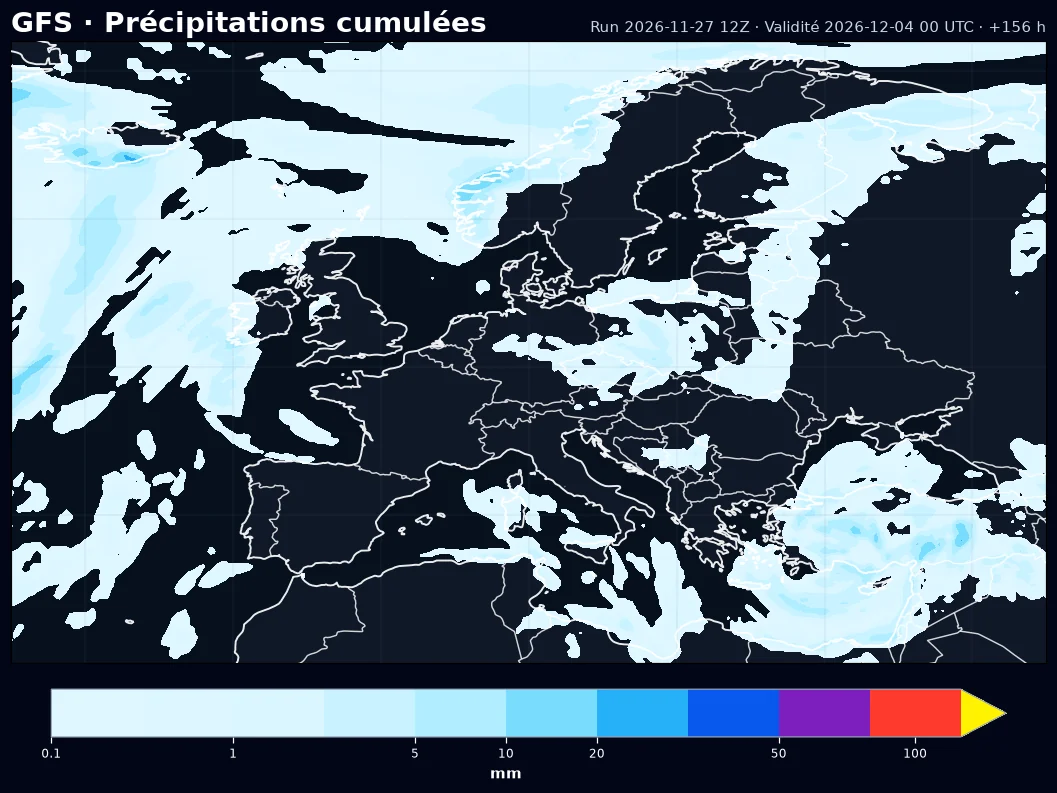 GFS · Précipitations cumulées
Run 2026-11-27 12Z · Validité 2026-12-04 00 UTC · +156 h
0.1 1 5 10 20 50 100
mm